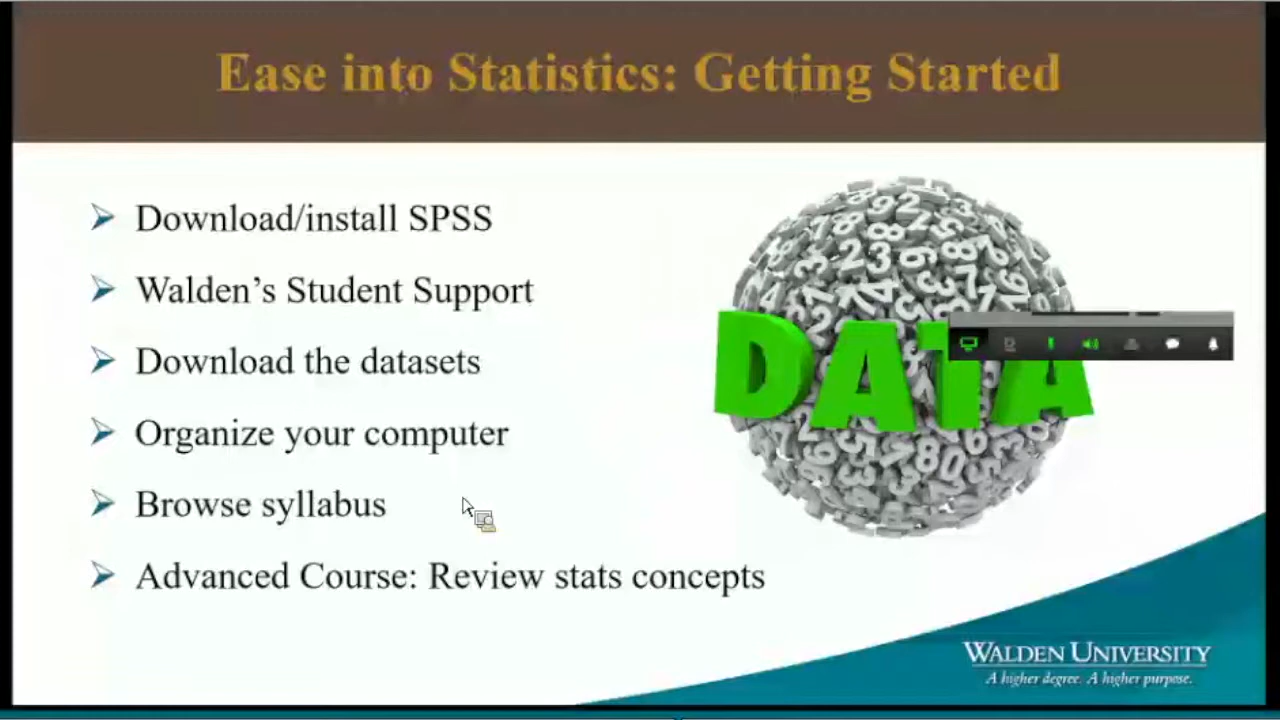 Ease into Statistics: Getting Started
Download/install SPSS
Walden's Student Support
Download the datasets
Organize your computer
Browse syllabus
Advanced Course: Review stats concepts
DATA
WALDEN UNIVERSITY
A higher degree. A higher purpose.